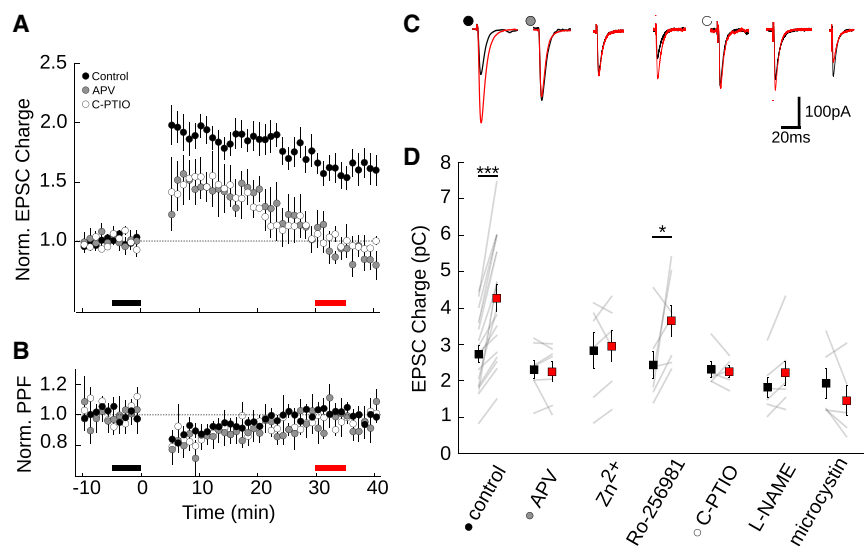 A
Norm. EPSC Charge
2.5
2.0
1.5
1.0
Control
APV
C-PTIO
B
Norm. PPF
1.2
1.0
0.8
-10 0 10 20 30 40
Time (min)
C
100pA
20ms
D
EPSC Charge (pC)
8
7
6
5
4
3
2
1
0
***
*
control
APV
Zn2+
Ro-256981
C-PTIO
L-NAME
microcystin